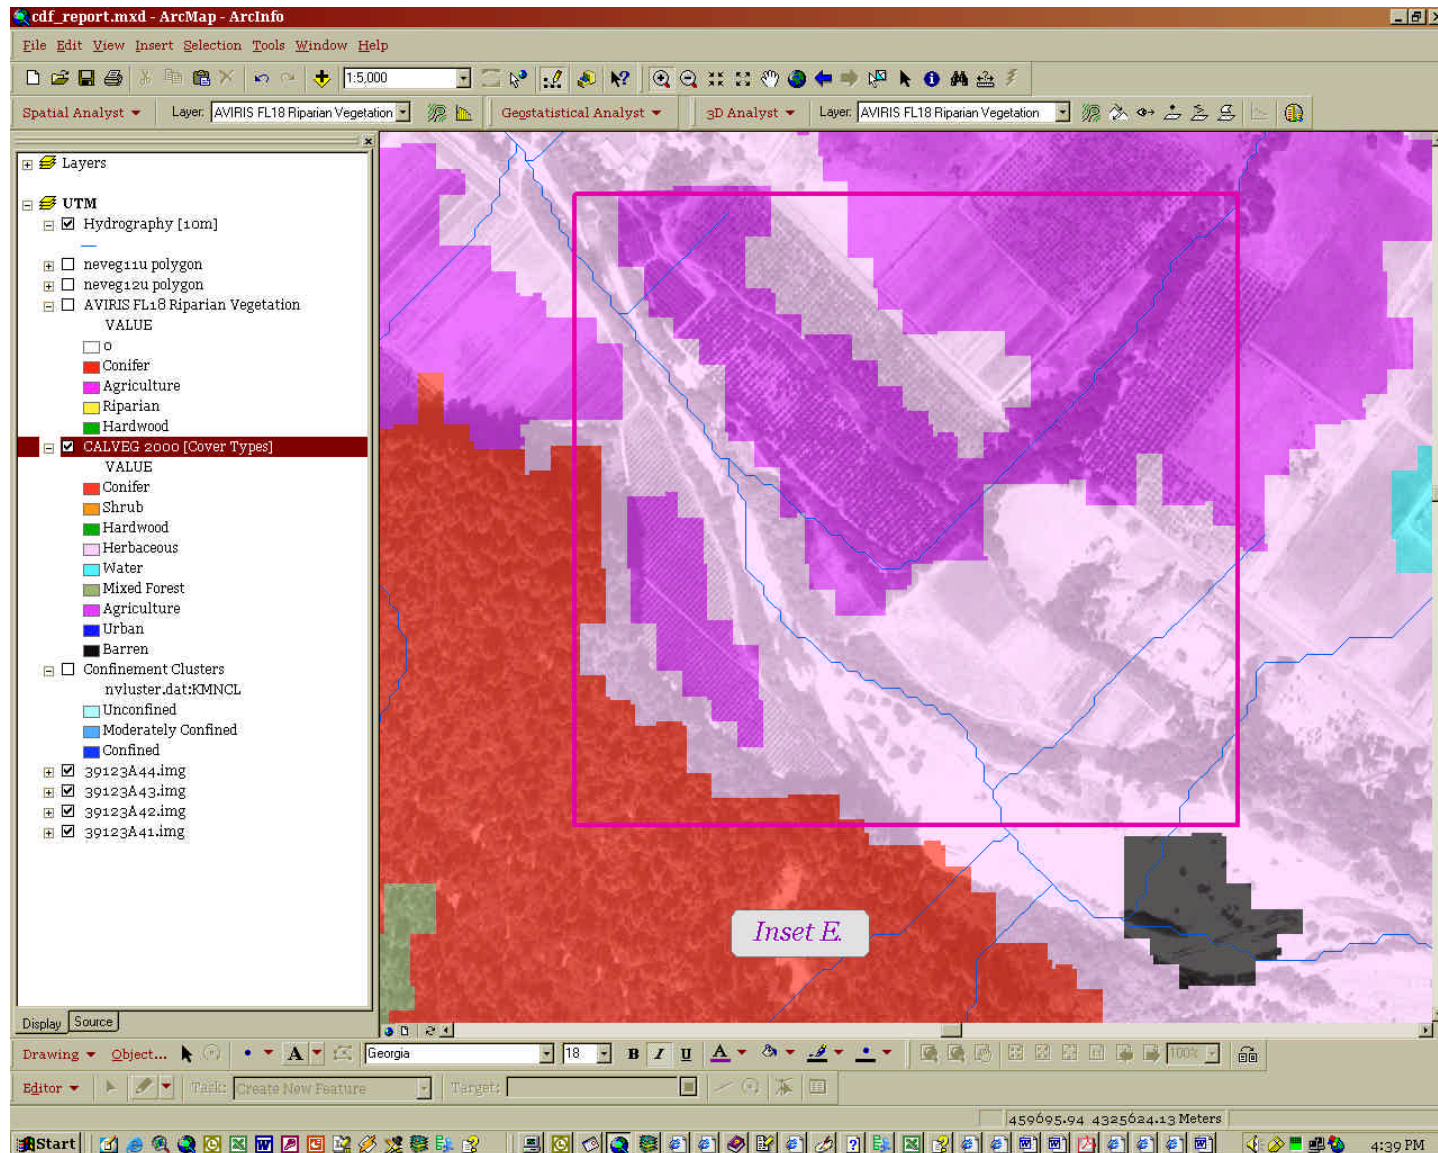 cdf_report.mxd - ArcMap - ArcInfo
File Edit View Insert Selection Tools Window Help
1:5,000
Spatial Analyst Layer: AVIRIS FL18 Riparian Vegetation Geostatistical Analyst 3D Analyst Layer: AVIRIS FL18 Riparian Vegetation
Layers
UTM
Hydrography [10m]
neveg11u polygon
neveg12u polygon
AVIRIS FL18 Riparian Vegetation
VALUE
0
Conifer
Agriculture
Riparian
Hardwood
CALVEG 2000 [Cover Types]
VALUE
Conifer
Shrub
Hardwood
Herbaceous
Water
Mixed Forest
Agriculture
Urban
Barren
Confinement Clusters
nvluster.dat:KMNCL
Unconfined
Moderately Confined
Confined
39123A44.img
39123A43.img
39123A42.img
39123A41.img
Inset E.
Display Source
Drawing Object... A Georgia 18 B I U A 100%
Editor Task: Create New Feature Target:
459695.94 4325624.13 Meters
Start 4:39 PM